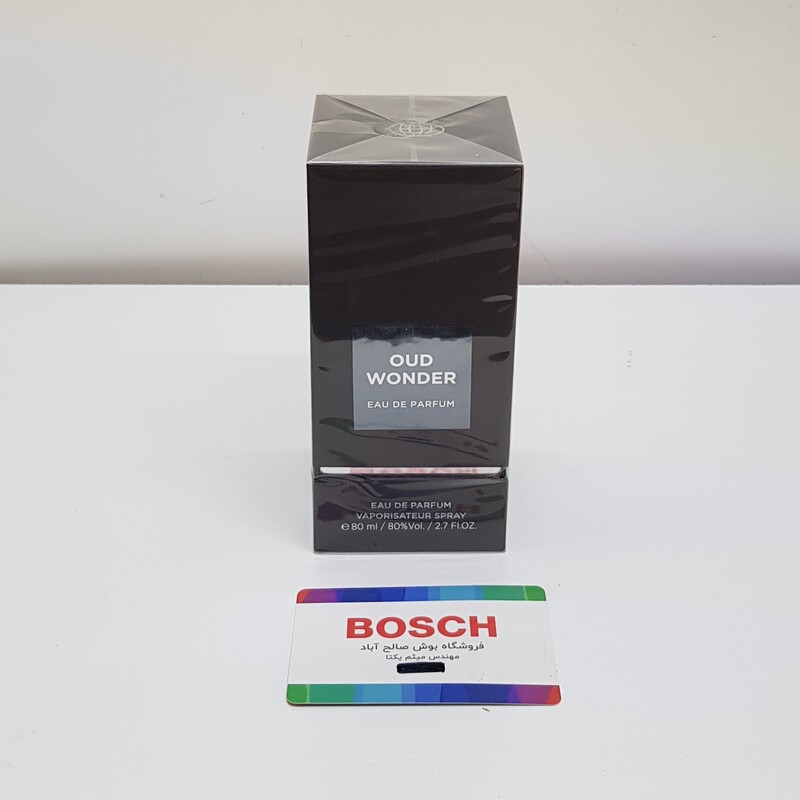 OUD
WONDER
EAU DE PARFUM
EAU DE PARFUM
VAPORISATEUR SPRAY
℮ 80 ml / 80%Vol. / 2.7 Fl.OZ.
BOSCH
فروشگاه بوش صالح آباد
مهندس میثم یکتا